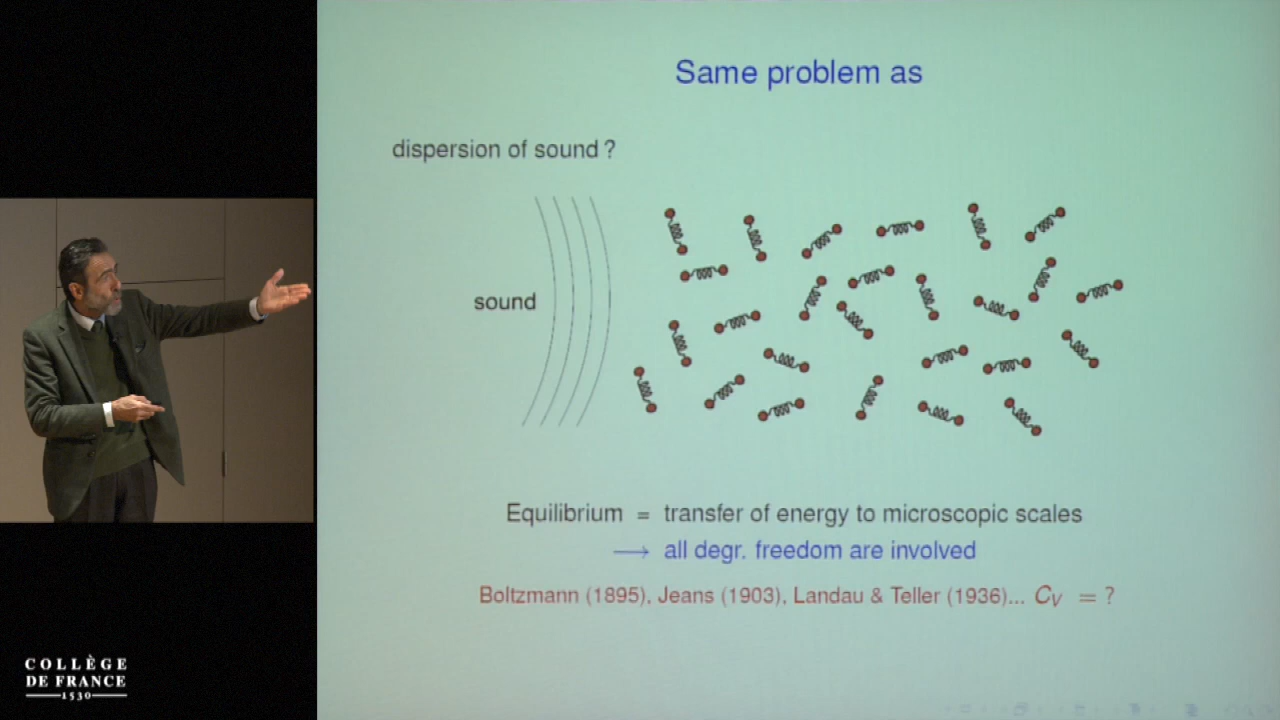 Same problem as
dispersion of sound ?
sound
Equilibrium = transfer of energy to microscopic scales
⟶ all degr. freedom are involved
Boltzmann (1895), Jeans (1903), Landau & Teller (1936)... C_V = ?
COLLÈGE
DE FRANCE
1530